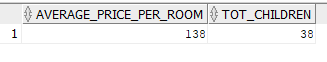 AVERAGE_PRICE_PER_ROOM TOT_CHILDREN
1 138 38